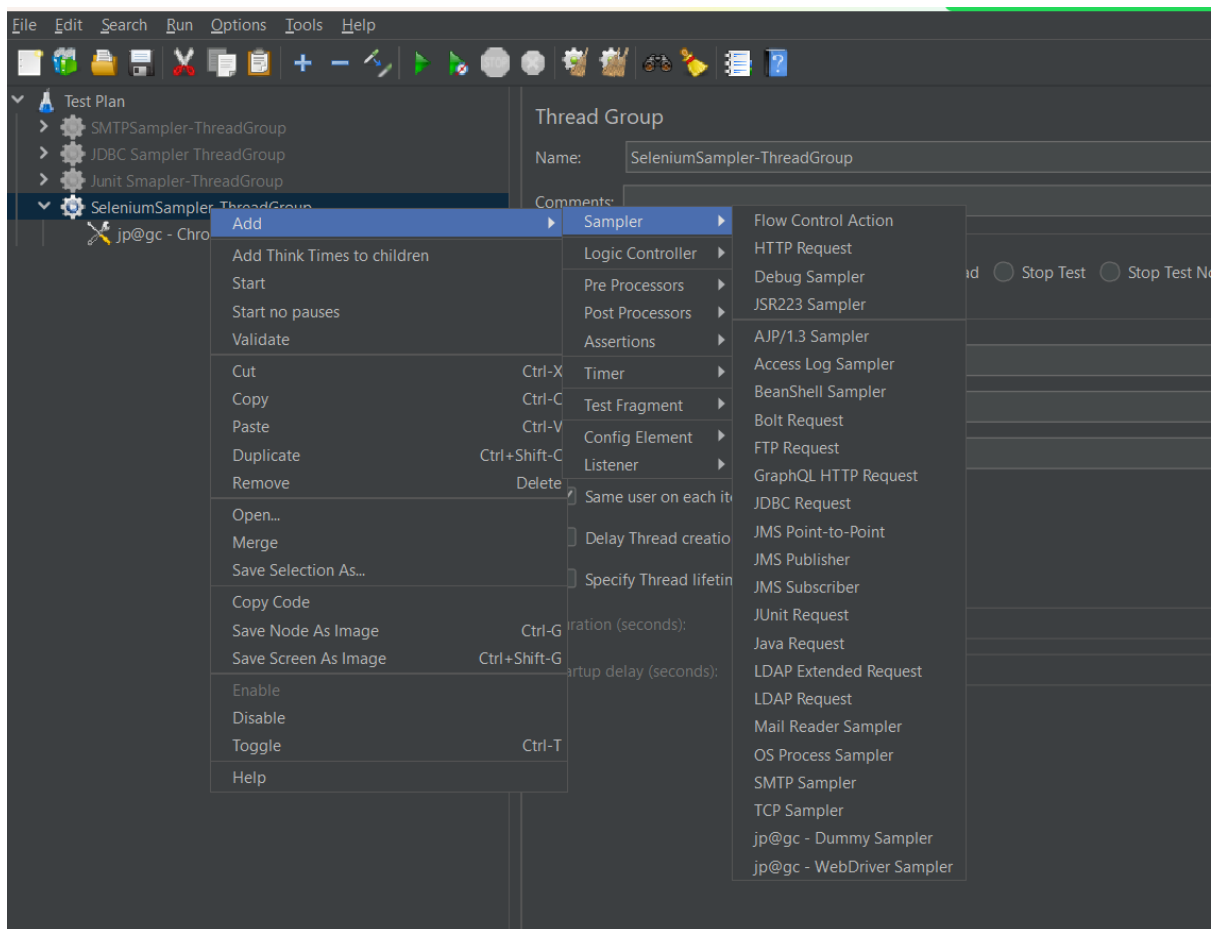 File Edit Search Run Options Tools Help
STOP
Test Plan
SMTPSampler-ThreadGroup
JDBC Sampler ThreadGroup
Junit Smapler-ThreadGroup
SeleniumSampler-ThreadGroup
jp@gc - Chro
Thread Group
Name: SeleniumSampler-ThreadGroup
Comments:
ad Stop Test Stop Test No
Add
Add Think Times to children
Start
Start no pauses
Validate
Cut Ctrl-X
Copy Ctrl-C
Paste Ctrl-V
Duplicate Ctrl+Shift-C
Remove Delete
Open...
Merge
Save Selection As...
Copy Code
Save Node As Image Ctrl-G
Save Screen As Image Ctrl+Shift-G
Enable
Disable
Toggle Ctrl-T
Help
Sampler
Logic Controller
Pre Processors
Post Processors
Assertions
Timer
Test Fragment
Config Element
Listener
Same user on each it
Delay Thread creatio
Specify Thread lifetin
ration (seconds):
artup delay (seconds):
Flow Control Action
HTTP Request
Debug Sampler
JSR223 Sampler
AJP/1.3 Sampler
Access Log Sampler
BeanShell Sampler
Bolt Request
FTP Request
GraphQL HTTP Request
JDBC Request
JMS Point-to-Point
JMS Publisher
JMS Subscriber
JUnit Request
Java Request
LDAP Extended Request
LDAP Request
Mail Reader Sampler
OS Process Sampler
SMTP Sampler
TCP Sampler
jp@gc - Dummy Sampler
jp@gc - WebDriver Sampler